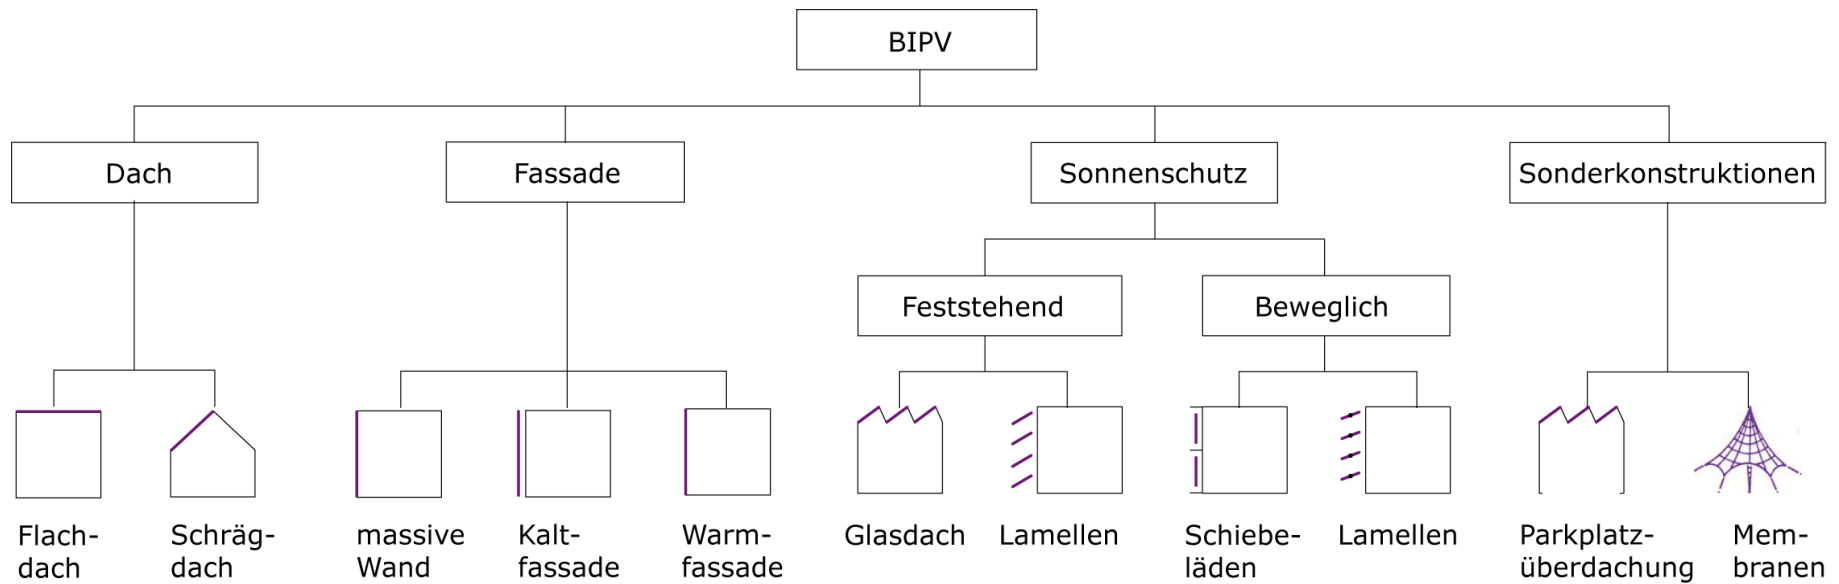 BIPV
Dach
Fassade
Sonnenschutz
Sonderkonstruktionen
Feststehend
Beweglich
Flach-
dach
Schräg-
dach
massive
Wand
Kalt-
fassade
Warm-
fassade
Glasdach
Lamellen
Schiebe-
läden
Lamellen
Parkplatz-
überdachung
Mem-
branen